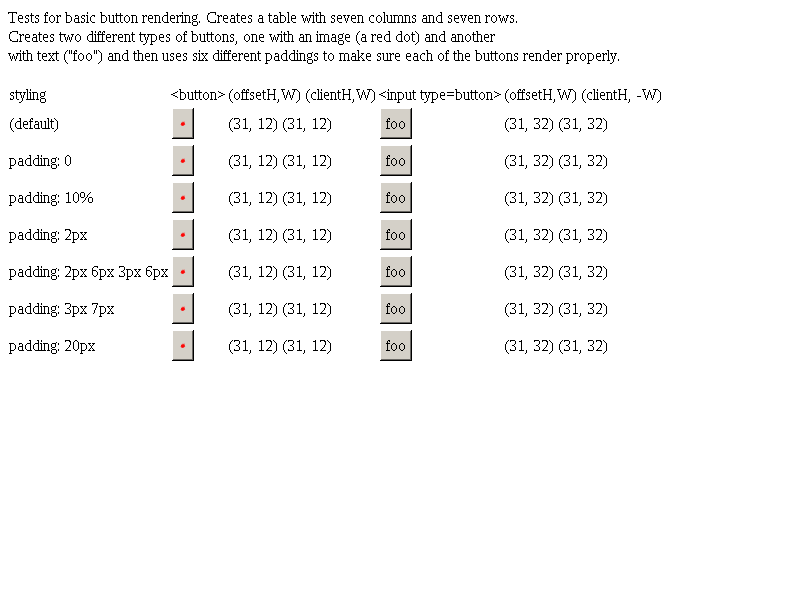 Tests for basic button rendering. Creates a table with seven columns and seven rows.
Creates two different types of buttons, one with an image (a red dot) and another
with text ("foo") and then uses six different paddings to make sure each of the buttons render properly.
styling <button> (offsetH,W) (clientH,W) <input type=button> (offsetH,W) (clientH, -W)
(default) (31, 12) (31, 12) foo (31, 32) (31, 32)
padding: 0 (31, 12) (31, 12) foo (31, 32) (31, 32)
padding: 10% (31, 12) (31, 12) foo (31, 32) (31, 32)
padding: 2px (31, 12) (31, 12) foo (31, 32) (31, 32)
padding: 2px 6px 3px 6px (31, 12) (31, 12) foo (31, 32) (31, 32)
padding: 3px 7px (31, 12) (31, 12) foo (31, 32) (31, 32)
padding: 20px (31, 12) (31, 12) foo (31, 32) (31, 32)